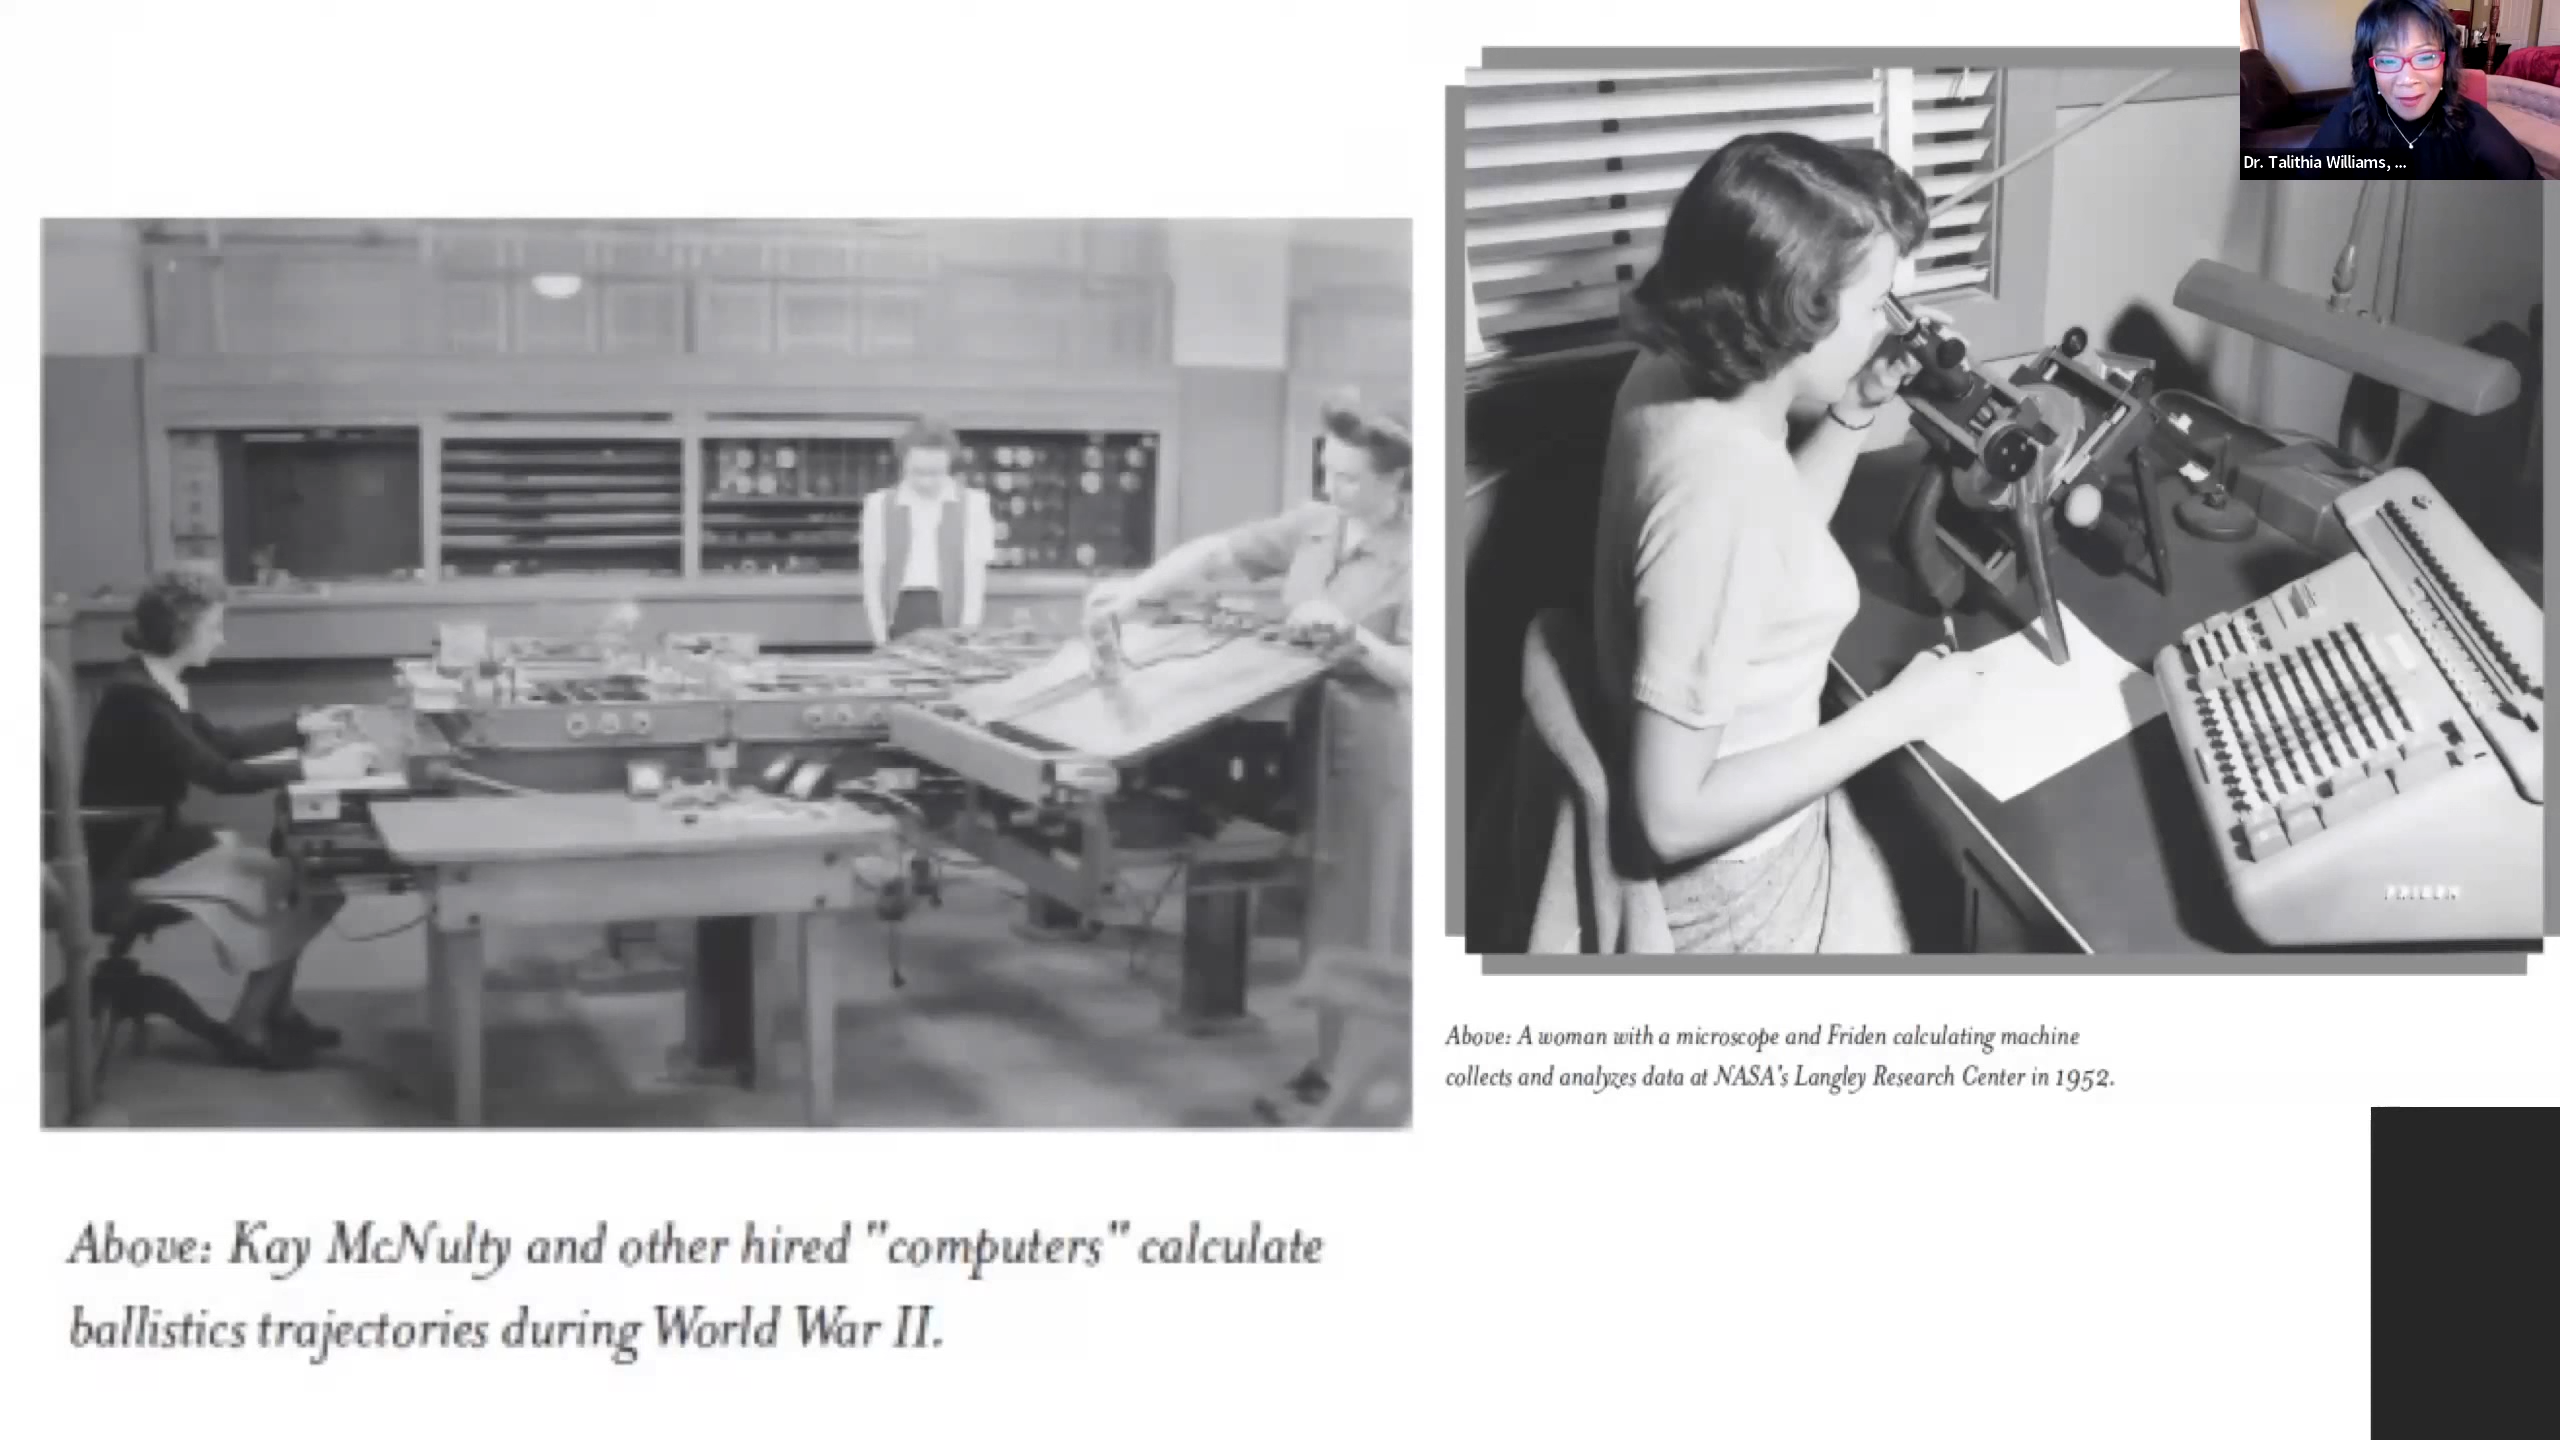 Dr. Talithia Williams, ...
FRIDEN
Above: A woman with a microscope and Friden calculating machine
collects and analyzes data at NASA's Langley Research Center in 1952.
Above: Kay McNulty and other hired "computers" calculate
ballistics trajectories during World War II.